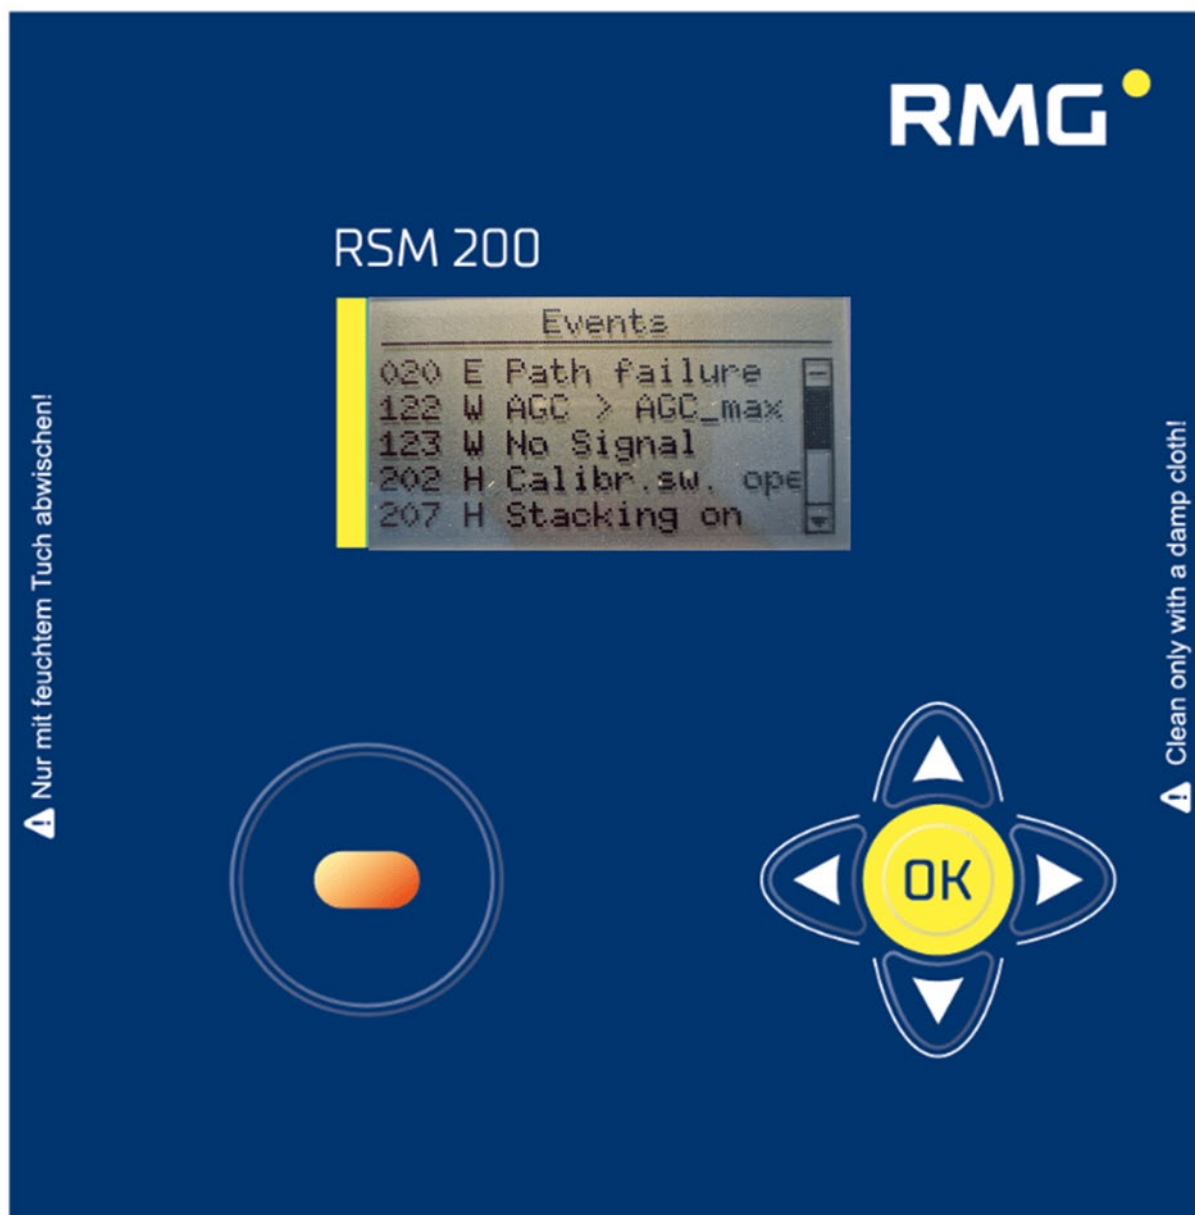 RMG
RSM 200
Events
020 E Path failure
122 W AGC > AGC_max
123 W No Signal
202 H Calibr.sw. ope
207 H Stacking on
⚠ Nur mit feuchtem Tuch abwischen!
⚠ Clean only with a damp cloth!
OK